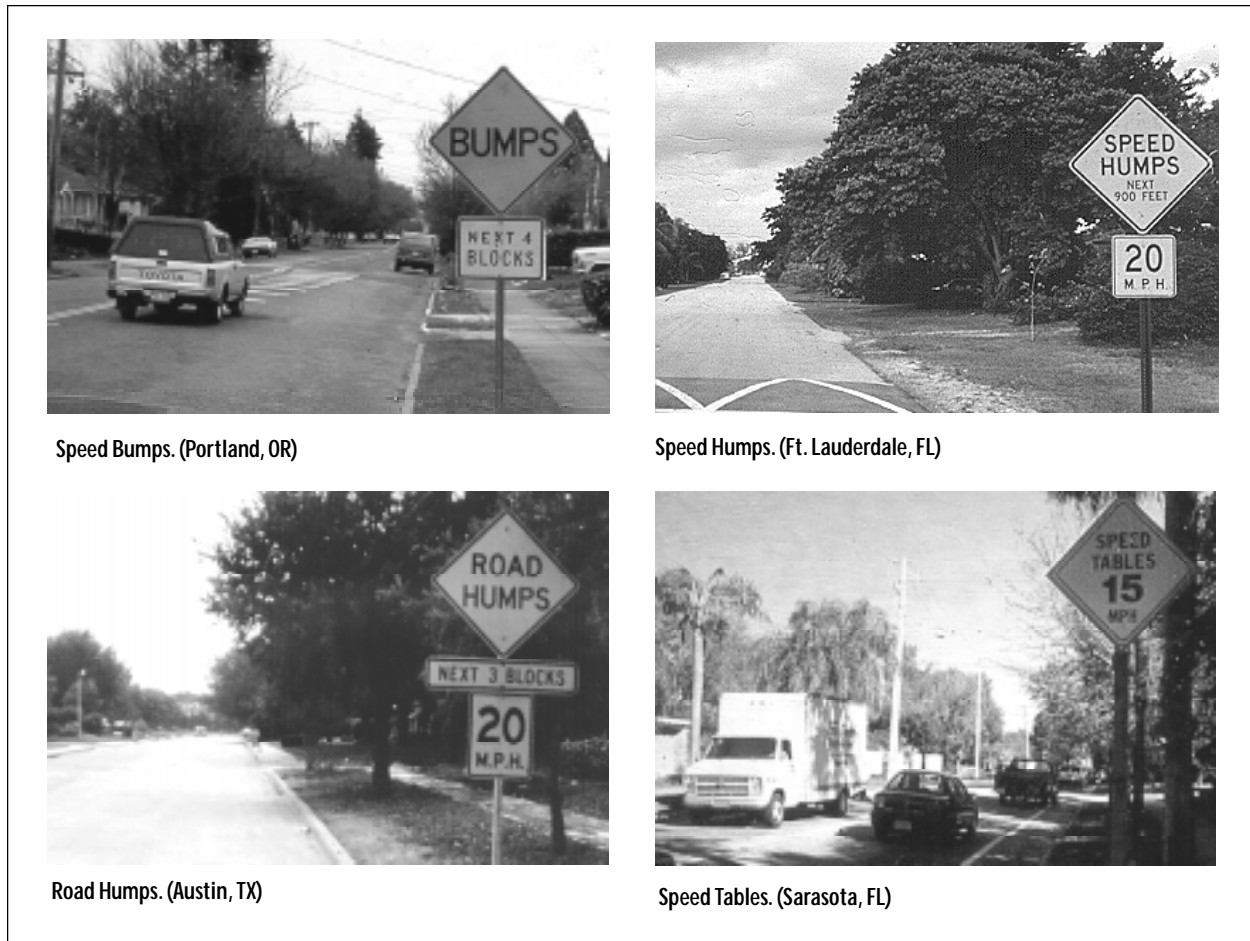 BUMPS
NEXT 4
BLOCKS
TOYOTA
Speed Bumps. (Portland, OR)
SPEED
HUMPS
NEXT
900 FEET
20
M.P.H.
Speed Humps. (Ft. Lauderdale, FL)
ROAD
HUMPS
NEXT 3 BLOCKS
20
M.P.H.
Road Humps. (Austin, TX)
SPEED
TABLES
15
MPH
Speed Tables. (Sarasota, FL)